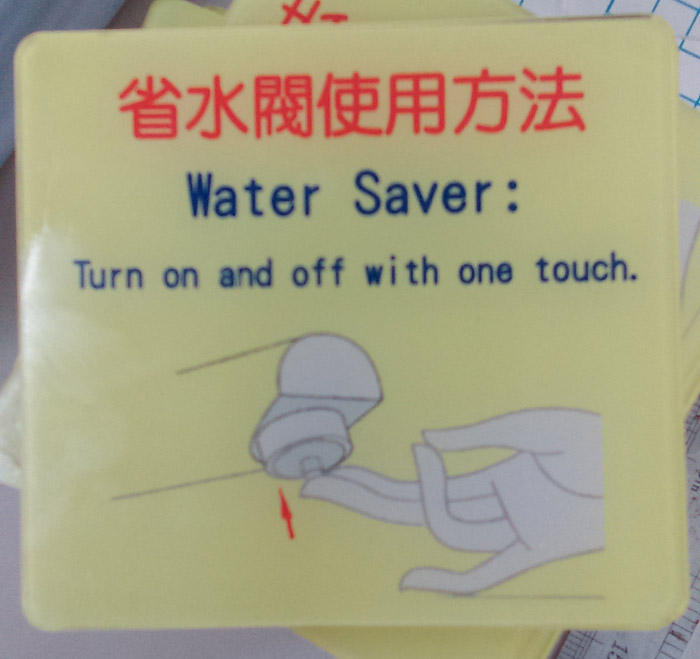 省水閥使用方法
Water Saver:
Turn on and off with one touch.